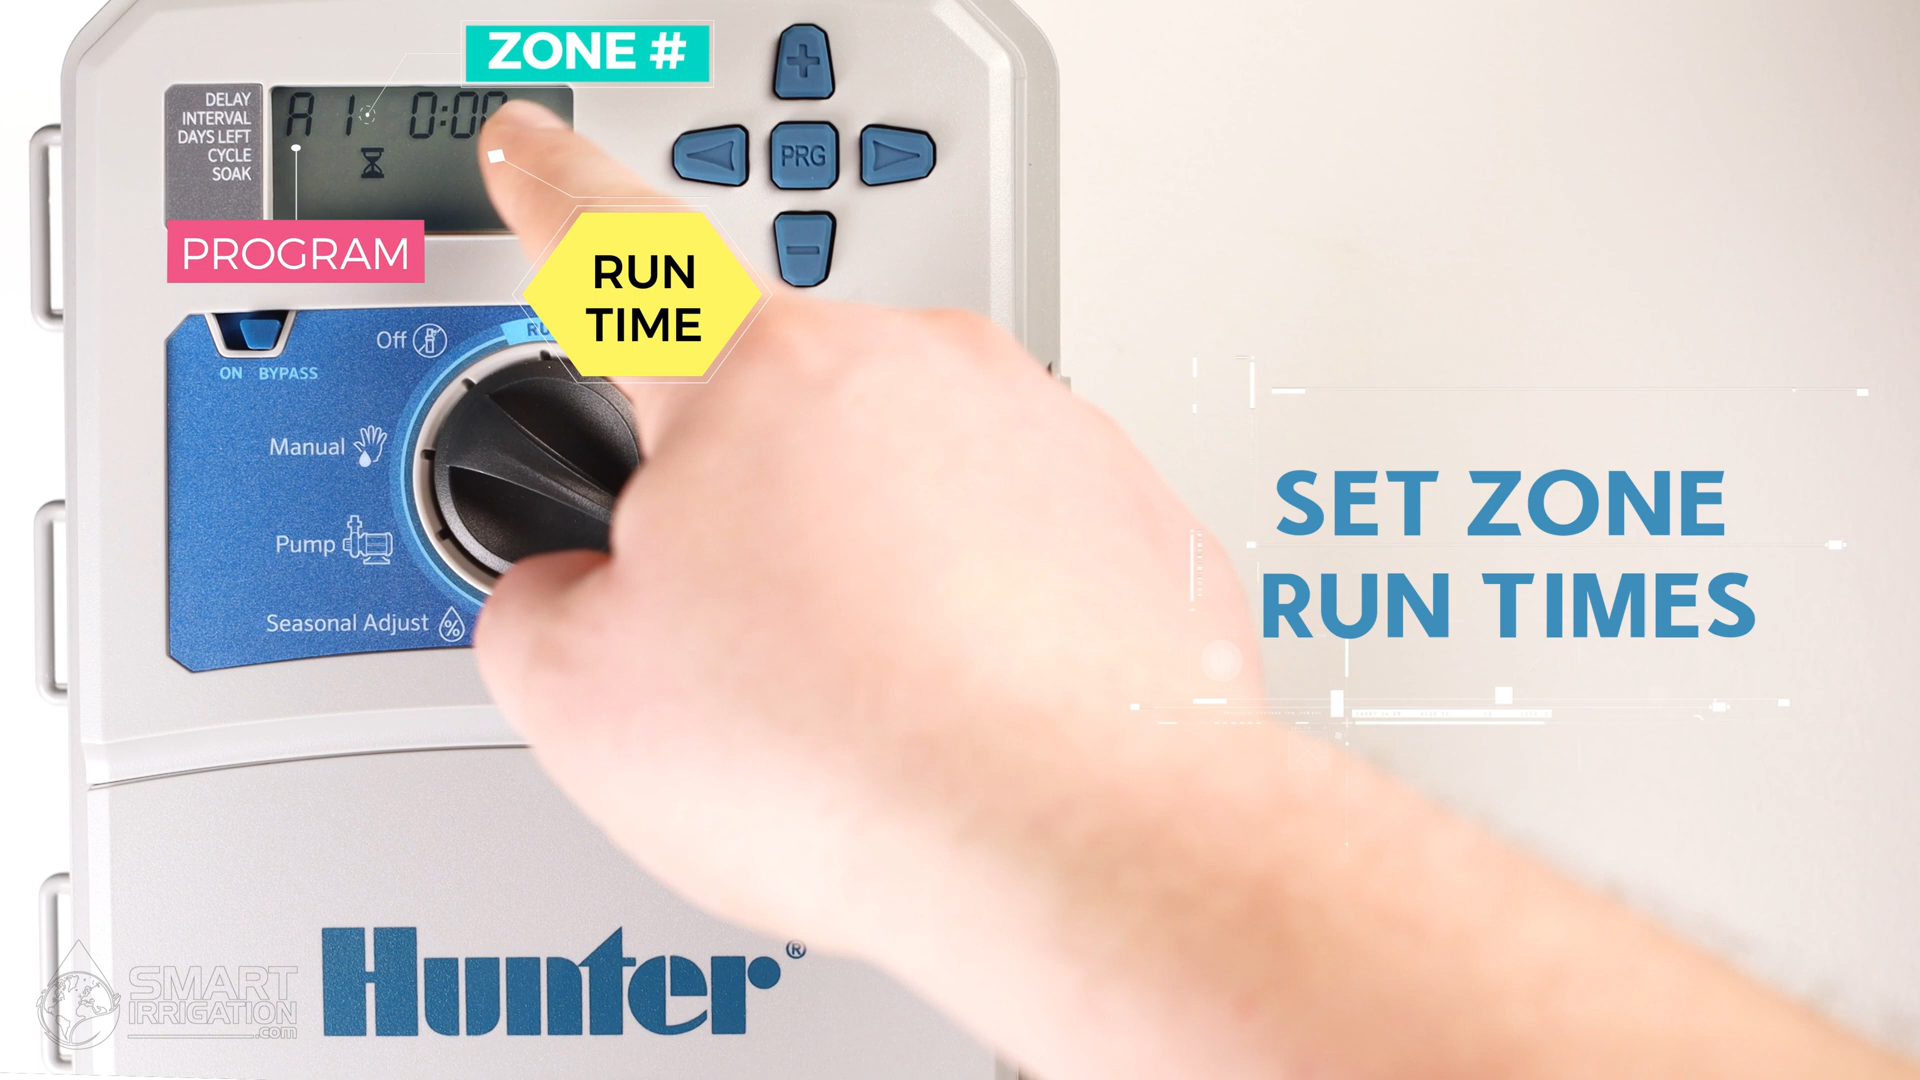 ZONE #
DELAY
INTERVAL
DAYS LEFT
CYCLE
SOAK
A 1 0:00
PRG
PROGRAM
RUN
TIME
Off
ON BYPASS
Manual
Pump
Seasonal Adjust
%
SET ZONE
RUN TIMES
Hunter®
SMART
IRRIGATION
.com